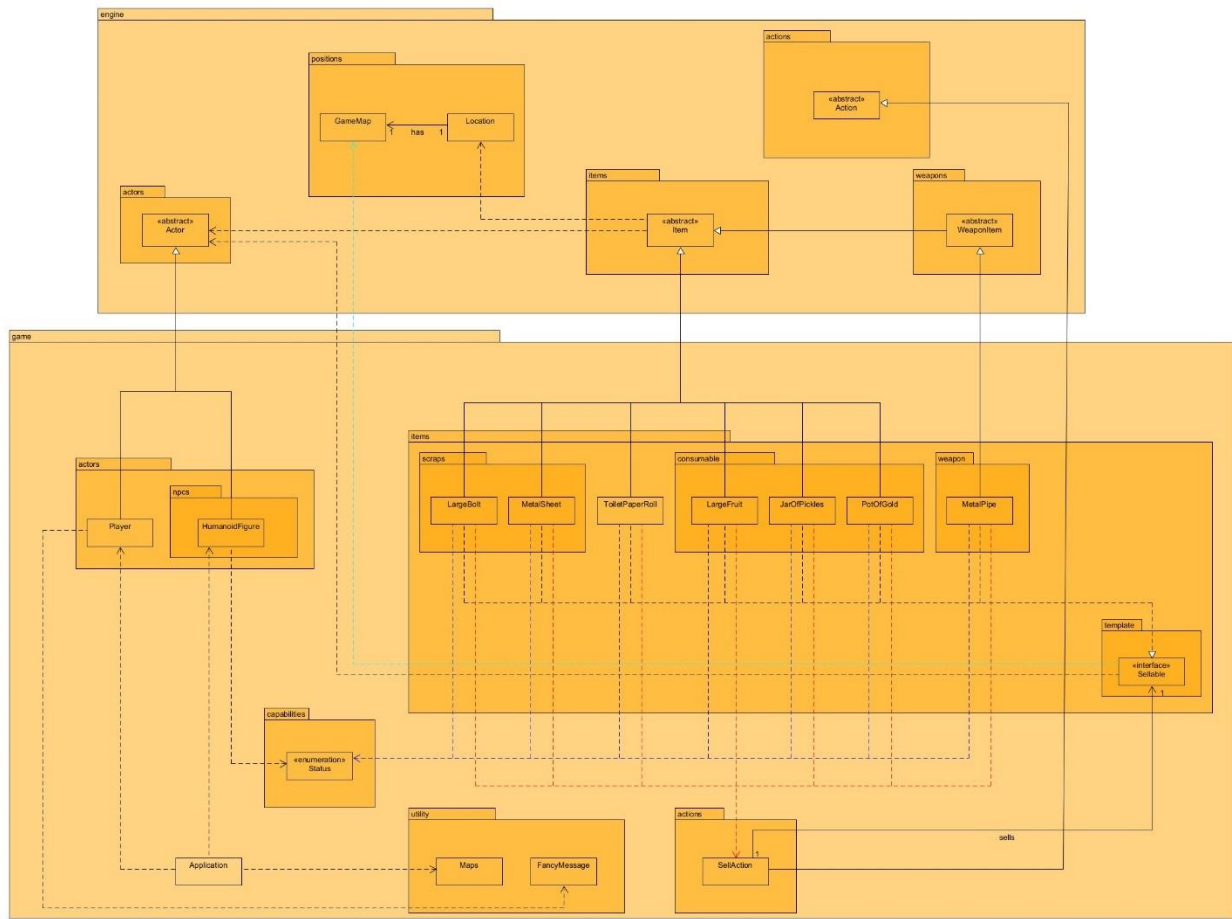 engine
actions
positions
«abstract»
Action
GameMap
Location
1
has
1
actors
items
weapons
«abstract»
Actor
«abstract»
Item
«abstract»
WeaponItem
game
items
scraps
consumable
weapon
actors
npcs
LargeBolt
MetalSheet
ToiletPaperRoll
LargeFruit
JarOfPickles
PotOfGold
MetalPipe
Player
HumanoidFigure
template
«interface»
Sellable
1
capabilities
«enumeration»
Status
utility
actions
sells
1
Application
Maps
FancyMessage
SellAction